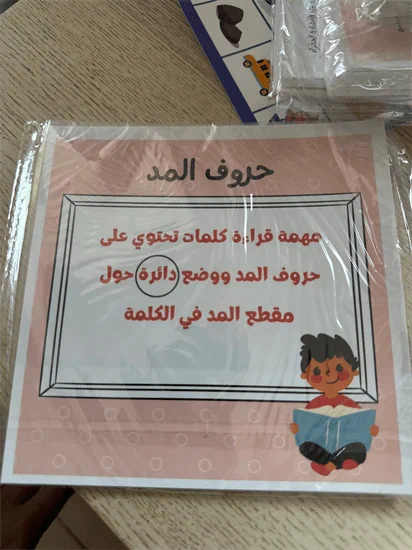 حروف المد
مهمة قراءة كلمات تحتوي على
حروف المد ووضع دائرة حول
مقطع المد في الكلمة